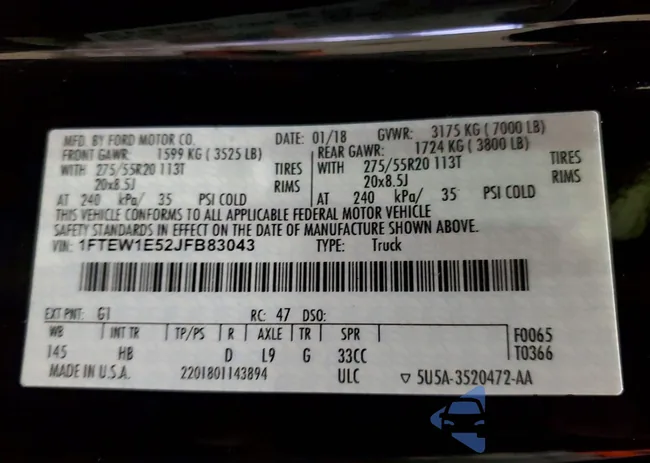 MFD. BY FORD MOTOR CO. DATE: 01/18 GVWR: 3175 KG ( 7000 LB)
FRONT GAWR: 1599 KG ( 3525 LB) REAR GAWR: 1724 KG ( 3800 LB)
WITH 275/55R20 113T TIRES WITH 275/55R20 113T TIRES
20x8.5J RIMS 20x8.5J RIMS
AT 240 kPa/ 35 PSI COLD AT 240 kPa/ 35 PSI COLD
THIS VEHICLE CONFORMS TO ALL APPLICABLE FEDERAL MOTOR VEHICLE
SAFETY STANDARDS IN EFFECT ON THE DATE OF MANUFACTURE SHOWN ABOVE.
VIN: 1FTEW1E52JFB83043 TYPE: Truck
EXT PNT: G1 RC: 47 DSO:
WB INT TR TP/PS R AXLE TR SPR F0065
145 HB D L9 G 33CC T0366
MADE IN U.S.A. 2201801143894 ULC ▽ 5U5A-3520472-AA